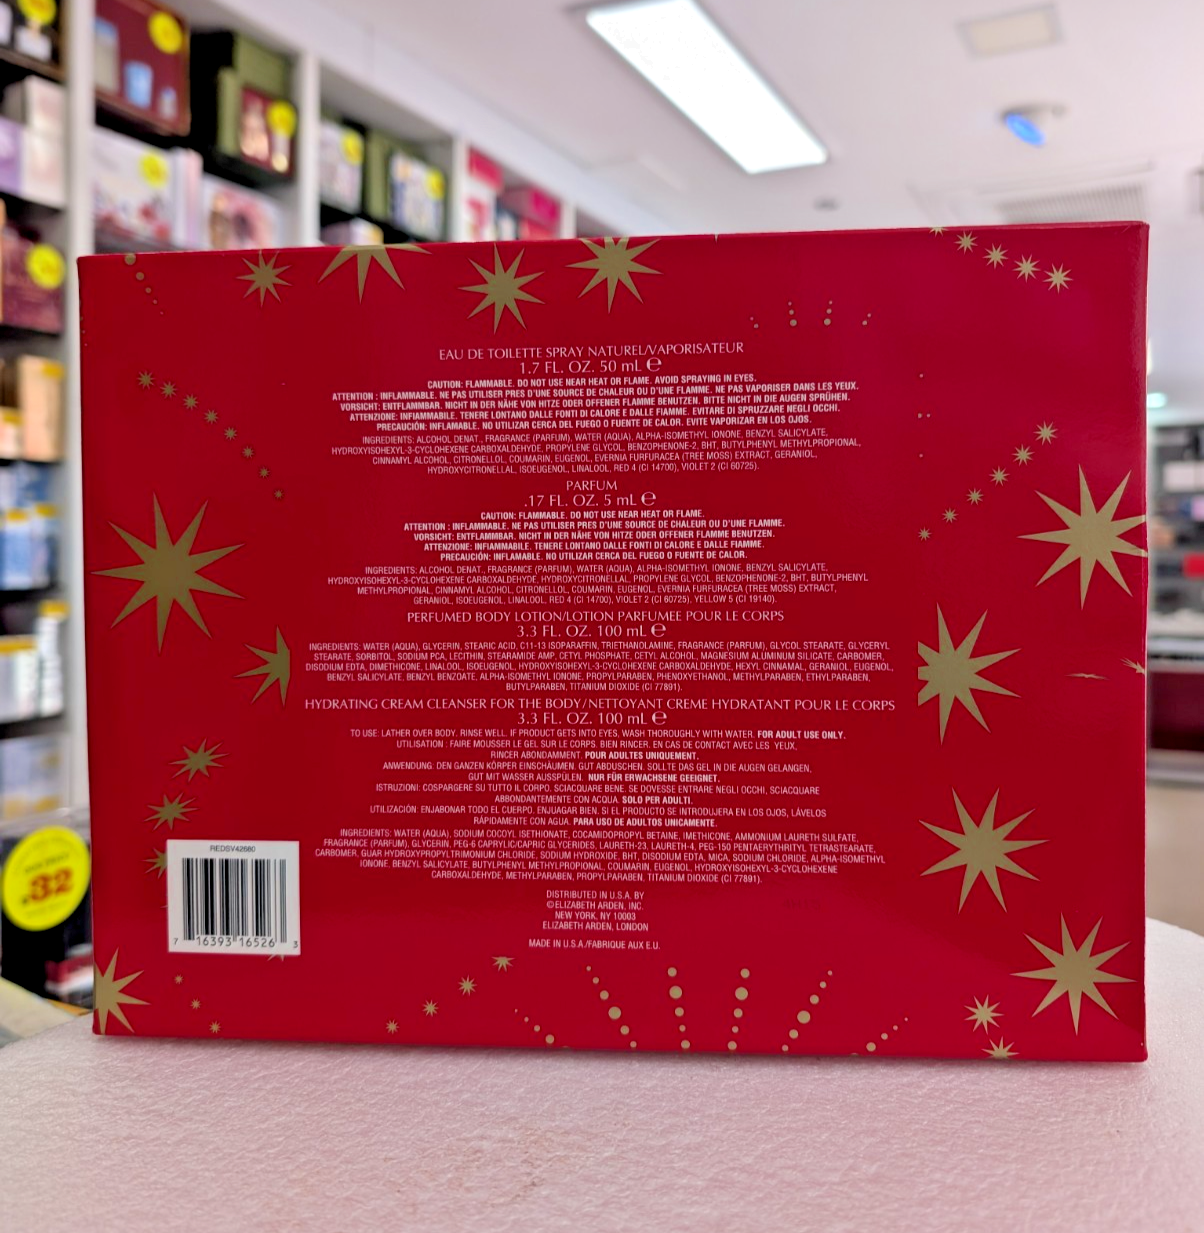 EAU DE TOILETTE SPRAY NATUREL/VAPORISATEUR
1.7 FL. OZ. 50 mL ℮
CAUTION: FLAMMABLE. DO NOT USE NEAR HEAT OR FLAME. AVOID SPRAYING IN EYES.
ATTENTION : INFLAMMABLE. NE PAS UTILISER PRES D'UNE SOURCE DE CHALEUR OU D'UNE FLAMME. NE PAS VAPORISER DANS LES YEUX.
VORSICHT: ENTFLAMMBAR. NICHT IN DER NÄHE VON HITZE ODER OFFENER FLAMME BENUTZEN. BITTE NICHT IN DIE AUGEN SPRÜHEN.
ATTENZIONE: INFIAMMABILE. TENERE LONTANO DALLE FONTI DI CALORE E DALLE FIAMME. EVITARE DI SPRUZZARE NEGLI OCCHI.
PRECAUCIÓN: INFLAMABLE. NO UTILIZAR CERCA DEL FUEGO O FUENTE DE CALOR. EVITE VAPORIZAR EN LOS OJOS.
INGREDIENTS: ALCOHOL DENAT., FRAGRANCE (PARFUM), WATER (AQUA), ALPHA-ISOMETHYL IONONE, BENZYL SALICYLATE,
HYDROXYISOHEXYL-3-CYCLOHEXENE CARBOXALDEHYDE, PROPYLENE GLYCOL, BENZOPHENONE-2, BHT, BUTYLPHENYL METHYLPROPIONAL,
CINNAMYL ALCOHOL, CITRONELLOL, COUMARIN, EUGENOL, EVERNIA FURFURACEA (TREE MOSS) EXTRACT, GERANIOL,
HYDROXYCITRONELLAL, ISOEUGENOL, LINALOOL, RED 4 (CI 14700), VIOLET 2 (CI 60725).
PARFUM
.17 FL. OZ. 5 mL ℮
CAUTION: FLAMMABLE. DO NOT USE NEAR HEAT OR FLAME.
ATTENTION : INFLAMMABLE. NE PAS UTILISER PRES D'UNE SOURCE DE CHALEUR OU D'UNE FLAMME.
VORSICHT: ENTFLAMMBAR. NICHT IN DER NÄHE VON HITZE ODER OFFENER FLAMME BENUTZEN.
ATTENZIONE: INFIAMMABILE. TENERE LONTANO DALLE FONTI DI CALORE E DALLE FIAMME.
PRECAUCIÓN: INFLAMABLE. NO UTILIZAR CERCA DEL FUEGO O FUENTE DE CALOR.
INGREDIENTS: ALCOHOL DENAT., FRAGRANCE (PARFUM), WATER (AQUA), ALPHA-ISOMETHYL IONONE, BENZYL SALICYLATE,
HYDROXYISOHEXYL-3-CYCLOHEXENE CARBOXALDEHYDE, HYDROXYCITRONELLAL, PROPYLENE GLYCOL, BENZOPHENONE-2, BHT, BUTYLPHENYL
METHYLPROPIONAL, CINNAMYL ALCOHOL, CITRONELLOL, COUMARIN, EUGENOL, EVERNIA FURFURACEA (TREE MOSS) EXTRACT,
GERANIOL, ISOEUGENOL, LINALOOL, RED 4 (CI 14700), VIOLET 2 (CI 60725), YELLOW 5 (CI 19140).
PERFUMED BODY LOTION/LOTION PARFUMEE POUR LE CORPS
3.3 FL. OZ. 100 mL ℮
INGREDIENTS: WATER (AQUA), GLYCERIN, STEARIC ACID, C11-13 ISOPARAFFIN, TRIETHANOLAMINE, FRAGRANCE (PARFUM), GLYCOL STEARATE, GLYCERYL
STEARATE, SORBITOL, SODIUM PCA, LECITHIN, STEARAMIDE AMP, CETYL PHOSPHATE, CETYL ALCOHOL, MAGNESIUM ALUMINUM SILICATE, CARBOMER,
DISODIUM EDTA, DIMETHICONE, LINALOOL, ISOEUGENOL, HYDROXYISOHEXYL-3-CYCLOHEXENE CARBOXALDEHYDE, HEXYL CINNAMAL, GERANIOL, EUGENOL,
BENZYL SALICYLATE, BENZYL BENZOATE, ALPHA-ISOMETHYL IONONE, PROPYLPARABEN, PHENOXYETHANOL, METHYLPARABEN, ETHYLPARABEN,
BUTYLPARABEN, TITANIUM DIOXIDE (CI 77891).
HYDRATING CREAM CLEANSER FOR THE BODY/NETTOYANT CREME HYDRATANT POUR LE CORPS
3.3 FL. OZ. 100 mL ℮
TO USE: LATHER OVER BODY. RINSE WELL. IF PRODUCT GETS INTO EYES, WASH THOROUGHLY WITH WATER. FOR ADULT USE ONLY.
UTILISATION : FAIRE MOUSSER LE GEL SUR LE CORPS. BIEN RINCER. EN CAS DE CONTACT AVEC LES YEUX,
RINCER ABONDAMMENT. POUR ADULTES UNIQUEMENT.
ANWENDUNG: DEN GANZEN KÖRPER EINSCHÄUMEN. GUT ABDUSCHEN. SOLLTE DAS GEL IN DIE AUGEN GELANGEN,
GUT MIT WASSER AUSSPÜLEN. NUR FÜR ERWACHSENE GEEIGNET.
ISTRUZIONI: COSPARGERE SU TUTTO IL CORPO. SCIACQUARE BENE. SE DOVESSE ENTRARE NEGLI OCCHI, SCIACQUARE
ABBONDANTEMENTE CON ACQUA. SOLO PER ADULTI.
UTILIZACIÓN: ENJABONAR TODO EL CUERPO. ENJUAGAR BIEN. SI EL PRODUCTO SE INTRODUJERA EN LOS OJOS, LÁVELOS
RÁPIDAMENTE CON AGUA. PARA USO DE ADULTOS UNICAMENTE.
INGREDIENTS: WATER (AQUA), SODIUM COCOYL ISETHIONATE, COCAMIDOPROPYL BETAINE, IMETHICONE, AMMONIUM LAURETH SULFATE,
FRAGRANCE (PARFUM), GLYCERIN, PEG-6 CAPRYLIC/CAPRIC GLYCERIDES, LAURETH-23, LAURETH-4, PEG-150 PENTAERYTHRITYL TETRASTEARATE,
CARBOMER, GUAR HYDROXYPROPYLTRIMONIUM CHLORIDE, SODIUM HYDROXIDE, BHT, DISODIUM EDTA, MICA, SODIUM CHLORIDE, ALPHA-ISOMETHYL
IONONE, BENZYL SALICYLATE, BUTYLPHENYL METHYLPROPIONAL, COUMARIN, EUGENOL, HYDROXYISOHEXYL-3-CYCLOHEXENE
CARBOXALDEHYDE, METHYLPARABEN, PROPYLPARABEN, TITANIUM DIOXIDE (CI 77891).
DISTRIBUTED IN U.S.A. BY
©ELIZABETH ARDEN, INC.
NEW YORK, NY 10003
ELIZABETH ARDEN, LONDON
MADE IN U.S.A./FABRIQUE AUX E.U.
REDSV42680
7 16393 16526 3
32